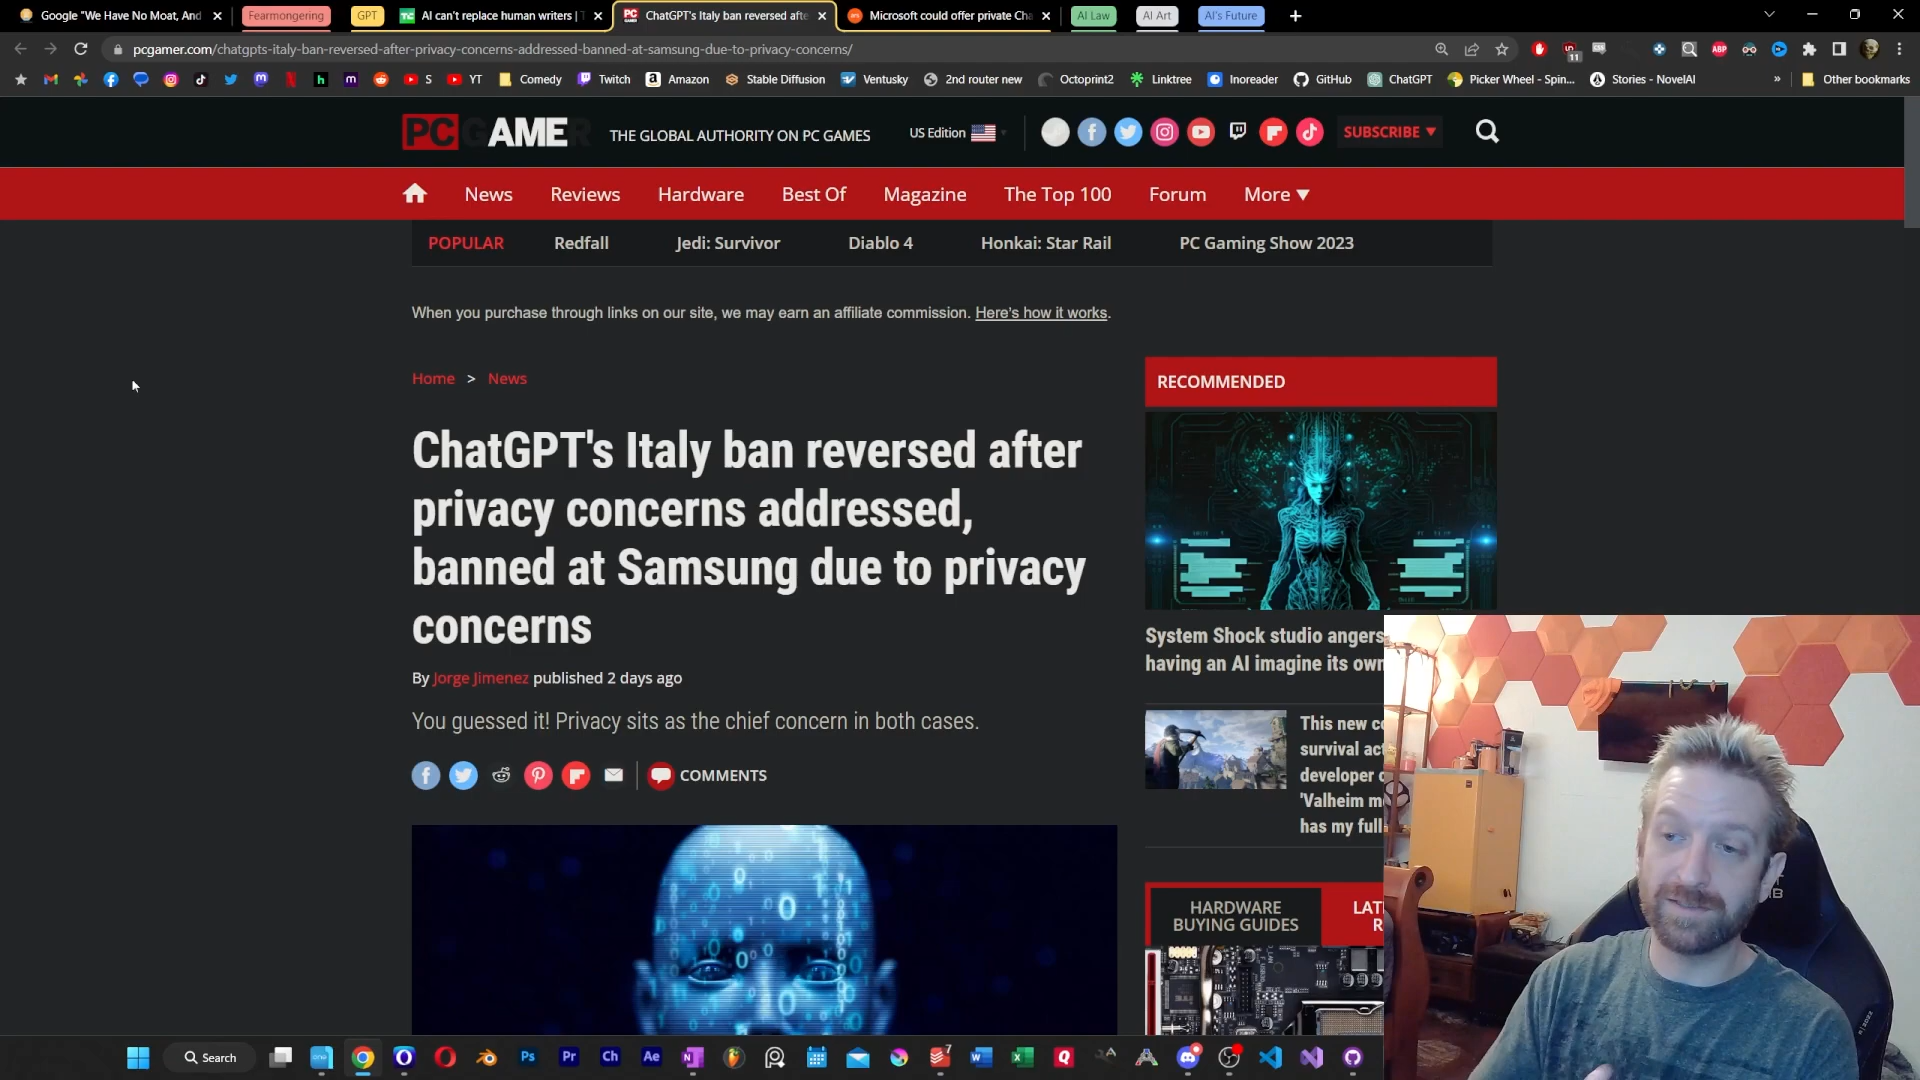 Google "We Have No Moat, And
Fearmongering
GPT
AI can't replace human writers | T
ChatGPT's Italy ban reversed afte
Microsoft could offer private Cha
AI Law
AI Art
AI's Future
pcgamer.com/chatgpts-italy-ban-reversed-after-privacy-concerns-addressed-banned-at-samsung-due-to-privacy-concerns/
S
YT
Comedy
Twitch
Amazon
Stable Diffusion
Ventusky
2nd router new
Octoprint2
Linktree
Inoreader
GitHub
ChatGPT
Picker Wheel - Spin...
Stories - NovelAI
Other bookmarks
PC GAMER
THE GLOBAL AUTHORITY ON PC GAMES
US Edition
SUBSCRIBE ▼
News
Reviews
Hardware
Best Of
Magazine
The Top 100
Forum
More ▼
POPULAR
Redfall
Jedi: Survivor
Diablo 4
Honkai: Star Rail
PC Gaming Show 2023
When you purchase through links on our site, we may earn an affiliate commission. Here's how it works.
Home > News
ChatGPT's Italy ban reversed after
privacy concerns addressed,
banned at Samsung due to privacy
concerns
By Jorge Jimenez published 2 days ago
You guessed it! Privacy sits as the chief concern in both cases.
COMMENTS
RECOMMENDED
System Shock studio angers
having an AI imagine its own
This new co
survival act
developer o
'Valheim m
has my full
HARDWARE
BUYING GUIDES
LAT
R
Search